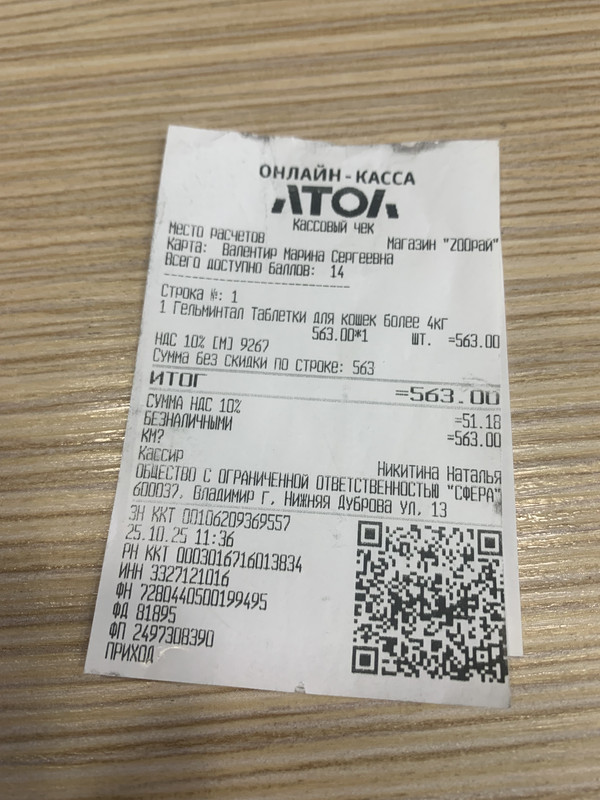 ОНЛАЙН-КАССА
АТОЛ
Кассовый чек
Место расчетов Магазин "ZOOрай"
Карта: Валентир Марина Сергеевна
Всего доступно баллов: 14
------------------------------
Строка №: 1
1 Гельминтал Таблетки для кошек более 4кг
563.00*1 шт. =563.00
НДС 10% [М] 9267
Сумма без скидки по строке: 563
ИТОГ =563.00
СУММА НДС 10% =51.18
БЕЗНАЛИЧНЫМИ =563.00
КМ?
Кассир Никитина Наталья
ОБЩЕСТВО С ОГРАНИЧЕННОЙ ОТВЕТСТВЕННОСТЬЮ "СФЕРА"
600037, Владимир г, Нижняя Дуброва ул, 13
ЗН ККТ 00106209369557
25.10.25 11:36
РН ККТ 0003016716013834
ИНН 3327121016
ФН 7280440500199495
ФД 81895
ФП 2497308390
ПРИХОД